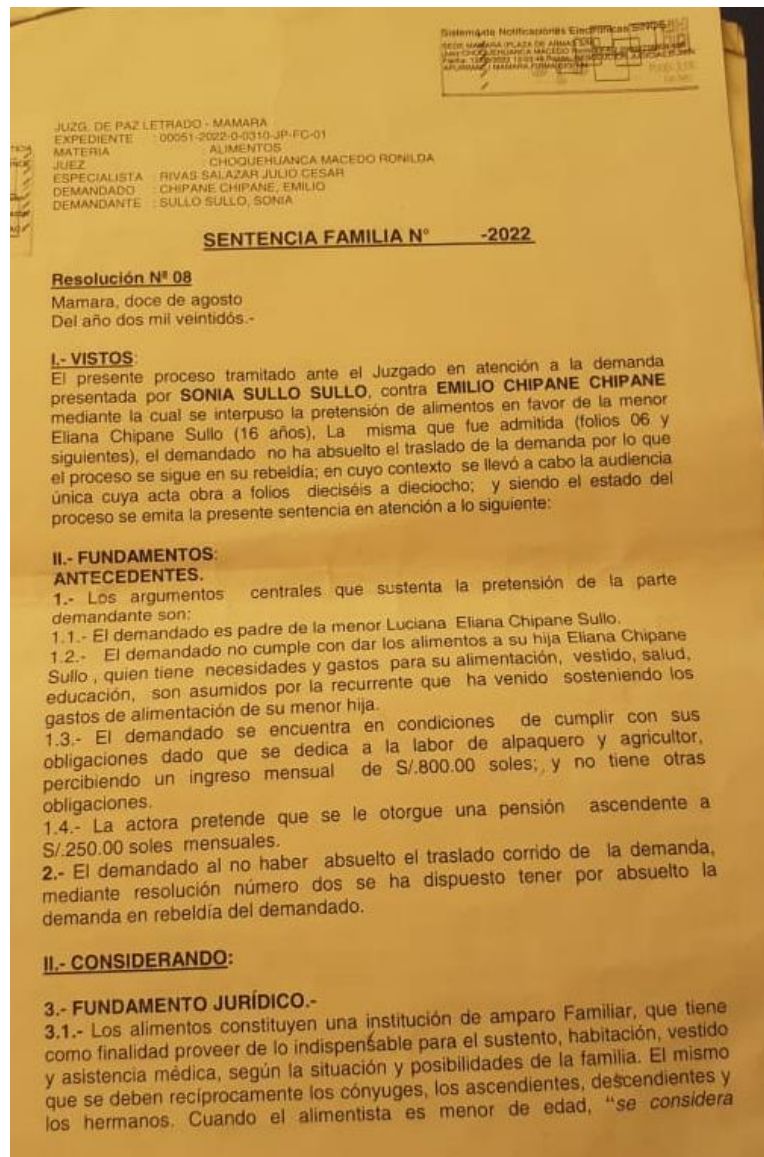 Sistema de Notificaciones Electronicas SINOE
SEDE MAMARA (PLAZA DE ARMAS S/N)
JUZG. DE PAZ LETRADO - MAMARA
EXPEDIENTE : 00051-2022-0-0310-JP-FC-01
MATERIA : ALIMENTOS
JUEZ : CHOQUEHUANCA MACEDO RONILDA
ESPECIALISTA : RIVAS SALAZAR JULIO CESAR
DEMANDADO : CHIPANE CHIPANE, EMILIO
DEMANDANTE : SULLO SULLO, SONIA
SENTENCIA FAMILIA N° -2022
Resolución Nº 08
Mamara, doce de agosto
Del año dos mil veintidós.-
I.- VISTOS:
El presente proceso tramitado ante el Juzgado en atención a la demanda
presentada por SONIA SULLO SULLO, contra EMILIO CHIPANE CHIPANE
mediante la cual se interpuso la pretensión de alimentos en favor de la menor
Eliana Chipane Sullo (16 años), La misma que fue admitida (folios 06 y
siguientes), el demandado no ha absuelto el traslado de la demanda por lo que
el proceso se sigue en su rebeldía; en cuyo contexto se llevó a cabo la audiencia
única cuya acta obra a folios dieciséis a dieciocho; y siendo el estado del
proceso se emita la presente sentencia en atención a lo siguiente:
II.- FUNDAMENTOS:
ANTECEDENTES.
1.- Los argumentos centrales que sustenta la pretensión de la parte
demandante son:
1.1.- El demandado es padre de la menor Luciana Eliana Chipane Sullo.
1.2.- El demandado no cumple con dar los alimentos a su hija Eliana Chipane
Sullo , quien tiene necesidades y gastos para su alimentación, vestido, salud,
educación, son asumidos por la recurrente que ha venido sosteniendo los
gastos de alimentación de su menor hija.
1.3.- El demandado se encuentra en condiciones de cumplir con sus
obligaciones dado que se dedica a la labor de alpaquero y agricultor,
percibiendo un ingreso mensual de S/.800.00 soles; y no tiene otras
obligaciones.
1.4.- La actora pretende que se le otorgue una pensión ascendente a
S/.250.00 soles mensuales.
2.- El demandado al no haber absuelto el traslado corrido de la demanda,
mediante resolución número dos se ha dispuesto tener por absuelto la
demanda en rebeldía del demandado.
II.- CONSIDERANDO:
3.- FUNDAMENTO JURÍDICO.-
3.1.- Los alimentos constituyen una institución de amparo Familiar, que tiene
como finalidad proveer de lo indispensable para el sustento, habitación, vestido
y asistencia médica, según la situación y posibilidades de la familia. El mismo
que se deben recíprocamente los cónyuges, los ascendientes, descendientes y
los hermanos. Cuando el alimentista es menor de edad, "se considera